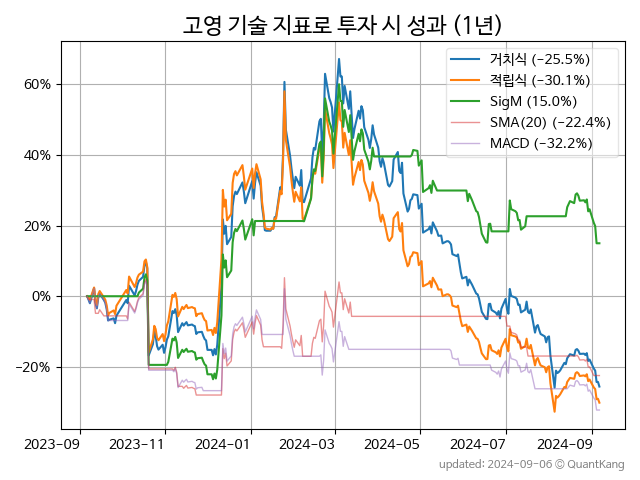 고영 기술 지표로 투자 시 성과 (1년)
거치식 (−25.5%)
적립식 (−30.1%)
SigM (15.0%)
SMA(20) (−22.4%)
MACD (−32.2%)
60%
40%
20%
0%
−20%
2023-09 2023-11 2024-01 2024-03 2024-05 2024-07 2024-09
updated: 2024-09-06 © QuantKang